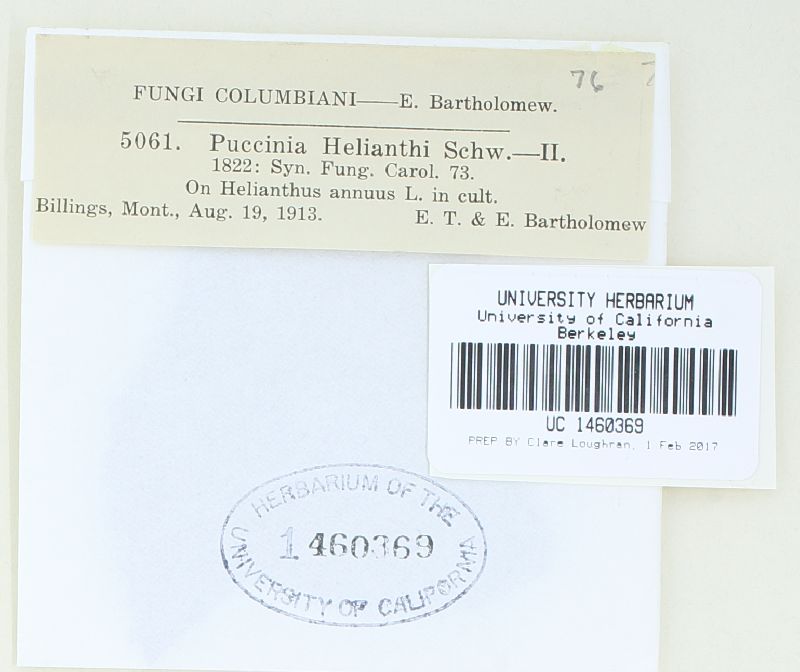 76
FUNGI COLUMBIANI—E. Bartholomew.
5061. Puccinia Helianthi Schw.—II.
1822: Syn. Fung. Carol. 73.
On Helianthus annuus L. in cult.
Billings, Mont., Aug. 19, 1913. E. T. & E. Bartholomew
UNIVERSITY HERBARIUM
University of California
Berkeley
UC 1460369
PREP BY Clare Loughran, 1 Feb 2017
HERBARIUM OF THE
1460369
UNIVERSITY OF CALIFORNIA